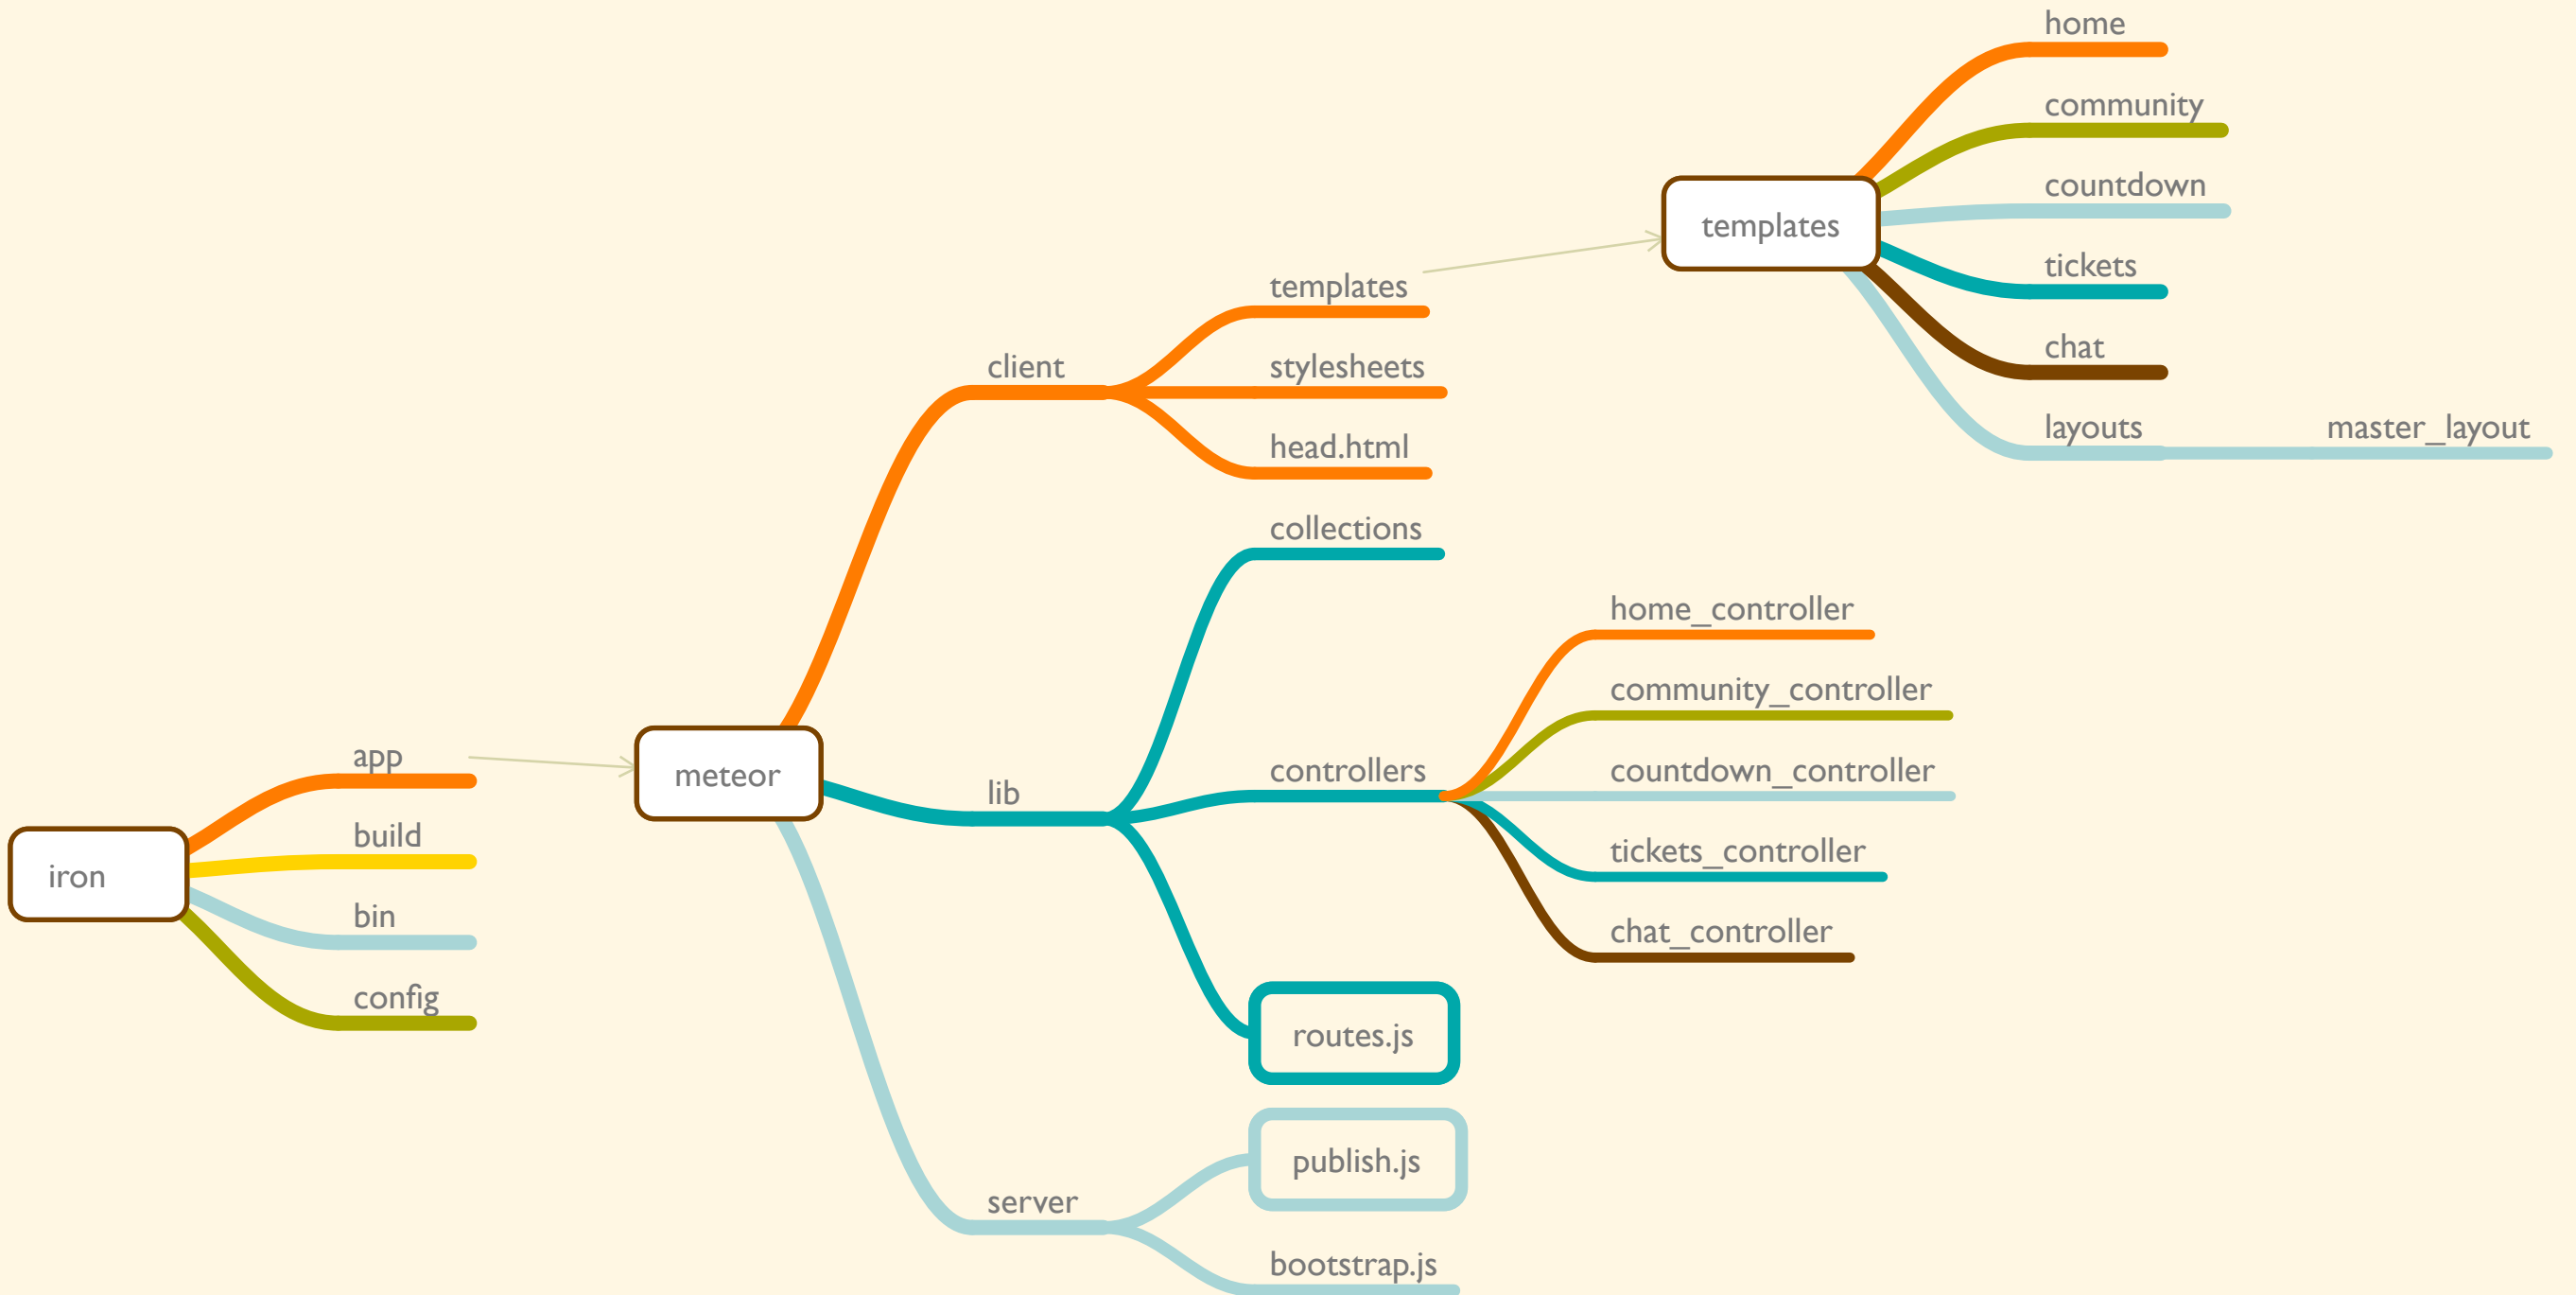 iron
app
build
bin
config
meteor
client
templates
stylesheets
head.html
lib
collections
controllers
home_controller
community_controller
countdown_controller
tickets_controller
chat_controller
routes.js
server
publish.js
bootstrap.js
templates
home
community
countdown
tickets
chat
layouts
master_layout